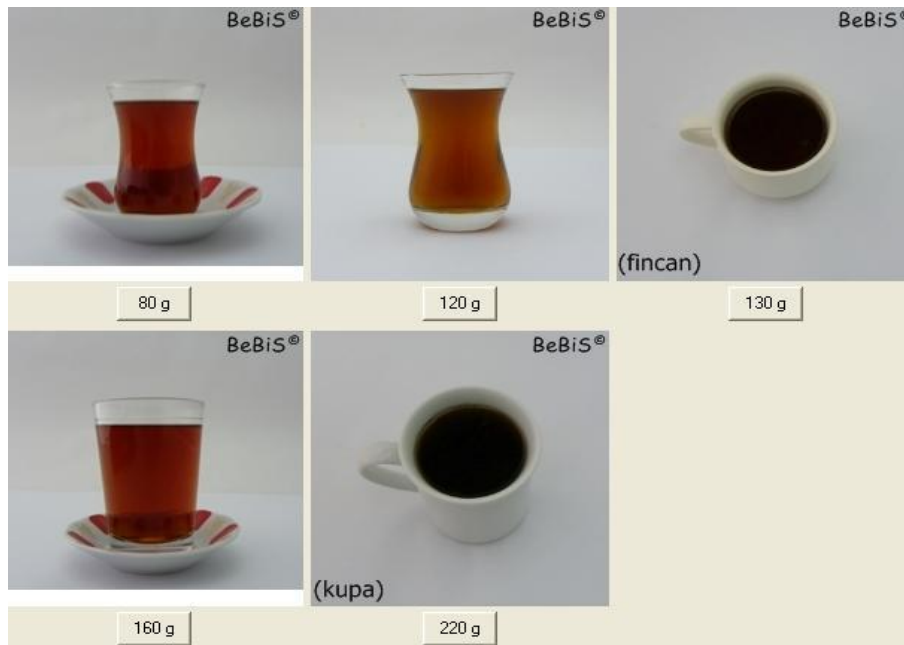 BeBiS©
BeBiS©
BeBiS©
(fincan)
80 g
120 g
130 g
BeBiS©
BeBiS©
(kupa)
160 g
220 g